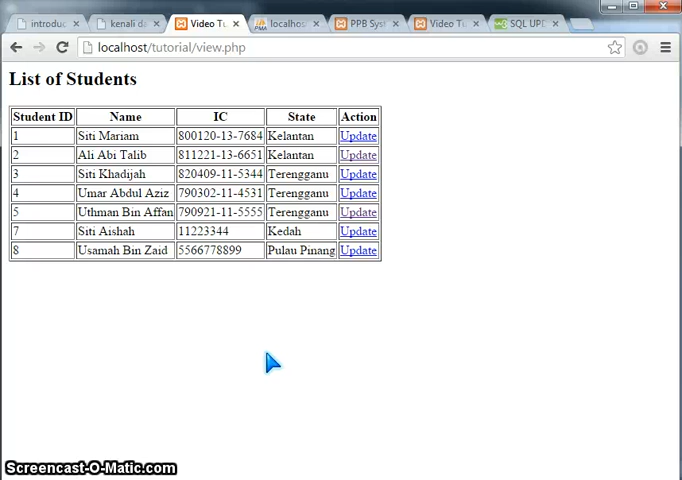 introduc
kenali da
Video Tu
localhos
PPB Sys
Video Tu
SQL UPD
localhost/tutorial/view.php
List of Students
Student ID Name IC State Action
1 Siti Mariam 800120-13-7684 Kelantan Update
2 Ali Abi Talib 811221-13-6651 Kelantan Update
3 Siti Khadijah 820409-11-5344 Terengganu Update
4 Umar Abdul Aziz 790302-11-4531 Terengganu Update
5 Uthman Bin Affan 790921-11-5555 Terengganu Update
7 Siti Aishah 11223344 Kedah Update
8 Usamah Bin Zaid 5566778899 Pulau Pinang Update
Screencast-O-Matic.com